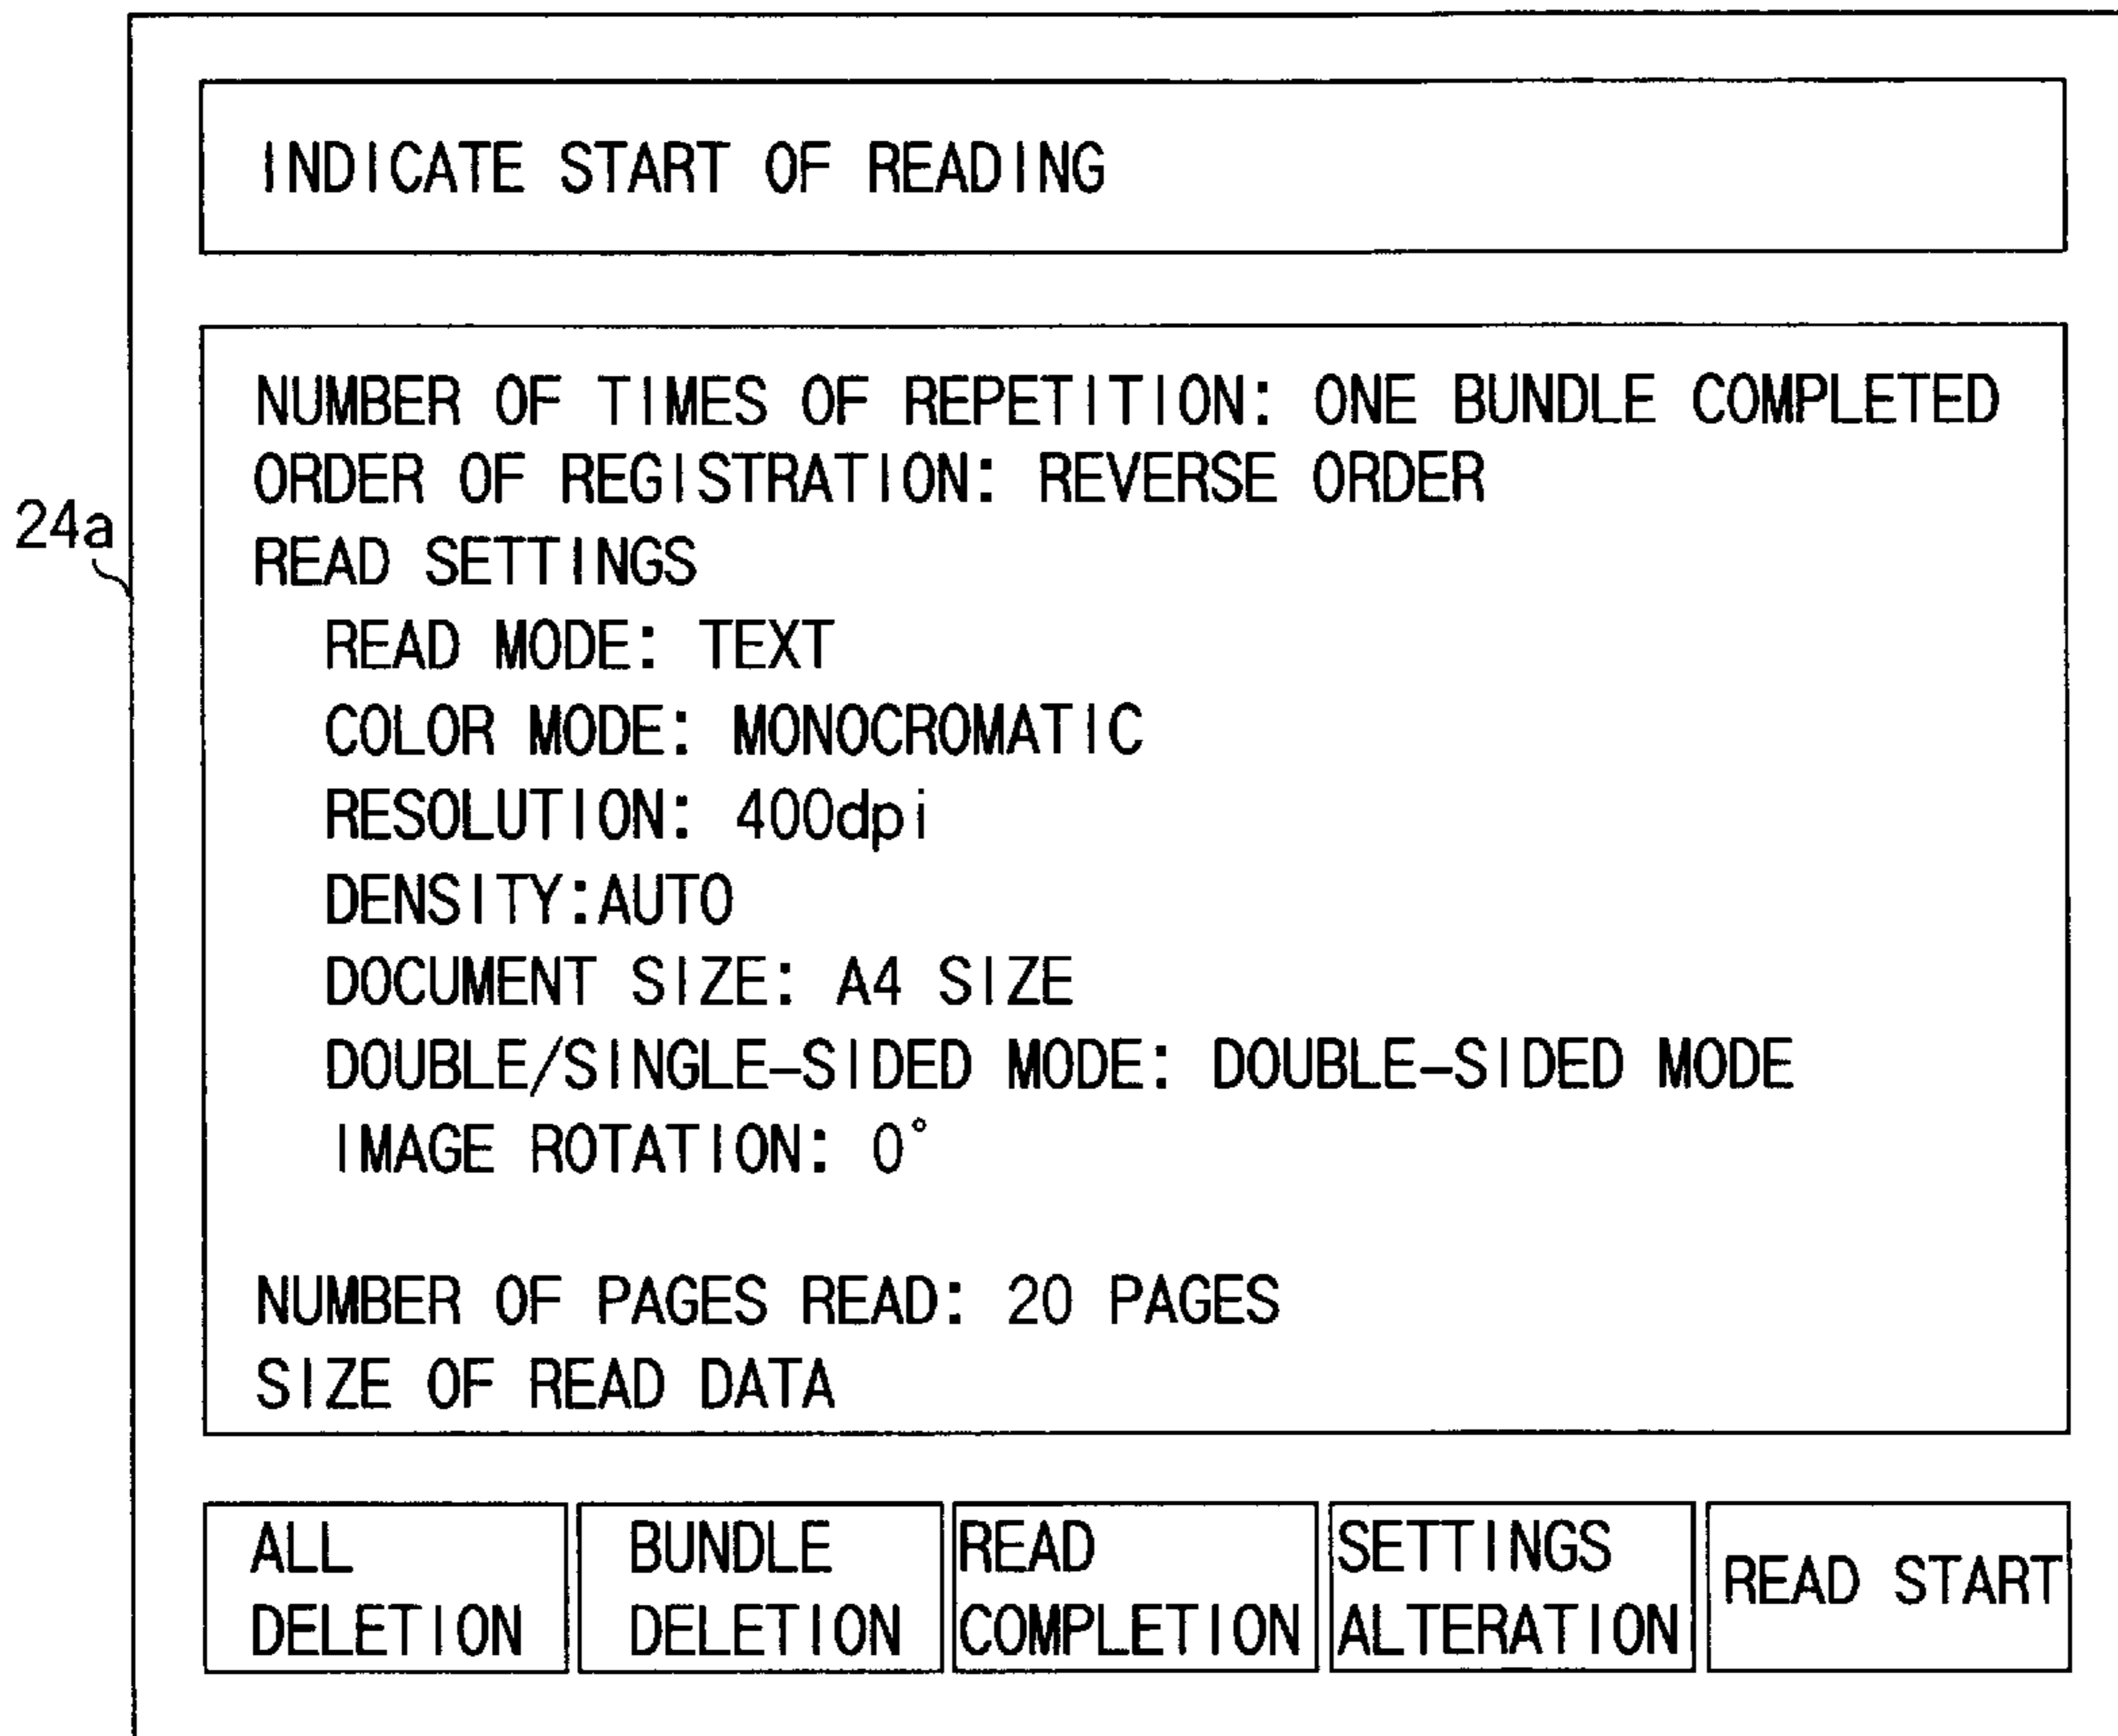 INDICATE START OF READING
NUMBER OF TIMES OF REPETITION: ONE BUNDLE COMPLETED
ORDER OF REGISTRATION: REVERSE ORDER
24a
READ SETTINGS
READ MODE: TEXT
COLOR MODE: MONOCROMATIC
RESOLUTION: 400dpi
DENSITY:AUTO
DOCUMENT SIZE: A4 SIZE
DOUBLE/SINGLE-SIDED MODE: DOUBLE-SIDED MODE
IMAGE ROTATION: 0°
NUMBER OF PAGES READ: 20 PAGES
SIZE OF READ DATA
ALL
DELETION
BUNDLE
DELETION
READ
COMPLETION
SETTINGS
ALTERATION
READ START